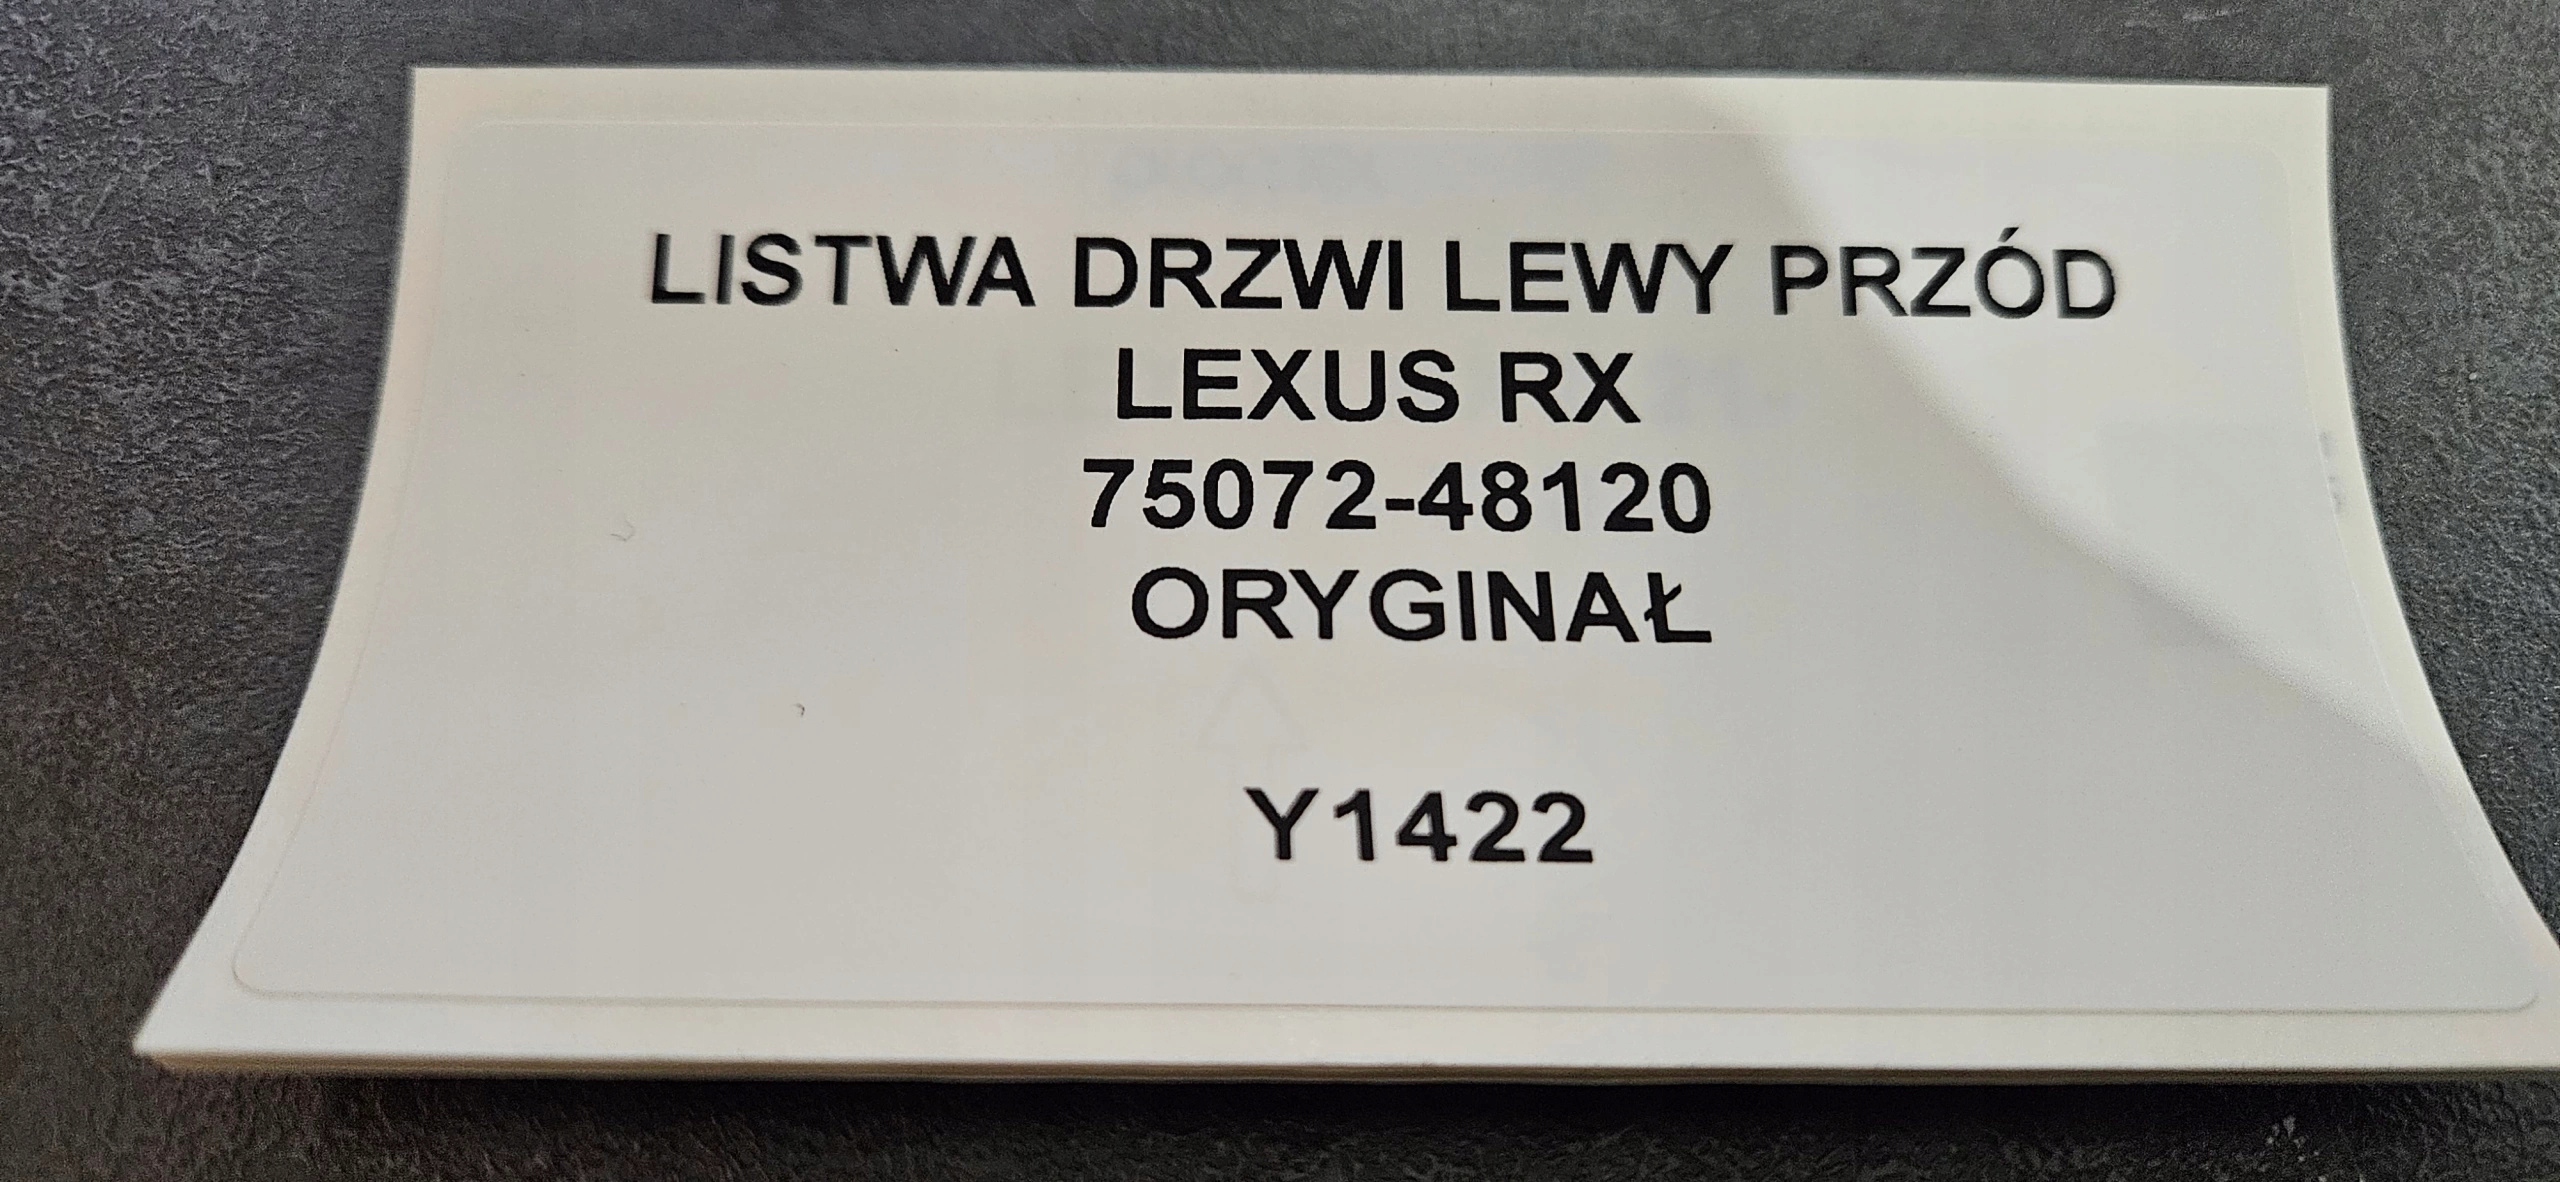 LISTWA DRZWI LEWY PRZÓD
LEXUS RX
75072-48120
ORYGINAŁ
Y1422